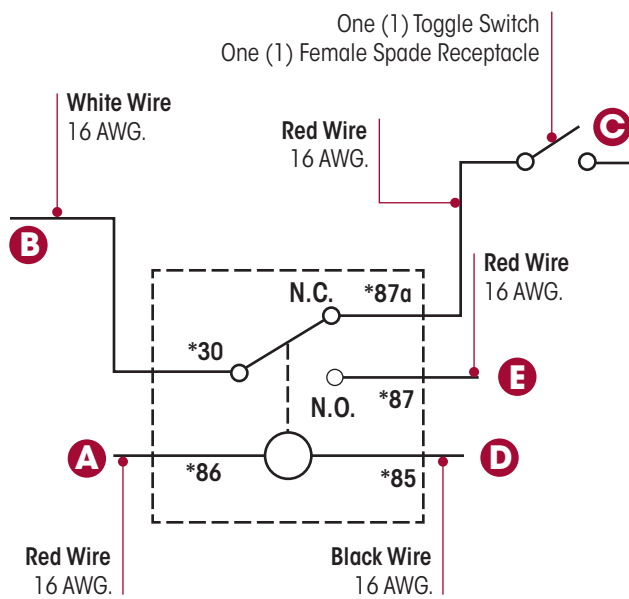 One (1) Toggle Switch
One (1) Female Spade Receptacle
White Wire
16 AWG.
Red Wire
16 AWG.
C
B
Red Wire
16 AWG.
N.C.
*87a
*30
E
N.O.
*87
A
*86
*85
D
Red Wire
16 AWG.
Black Wire
16 AWG.